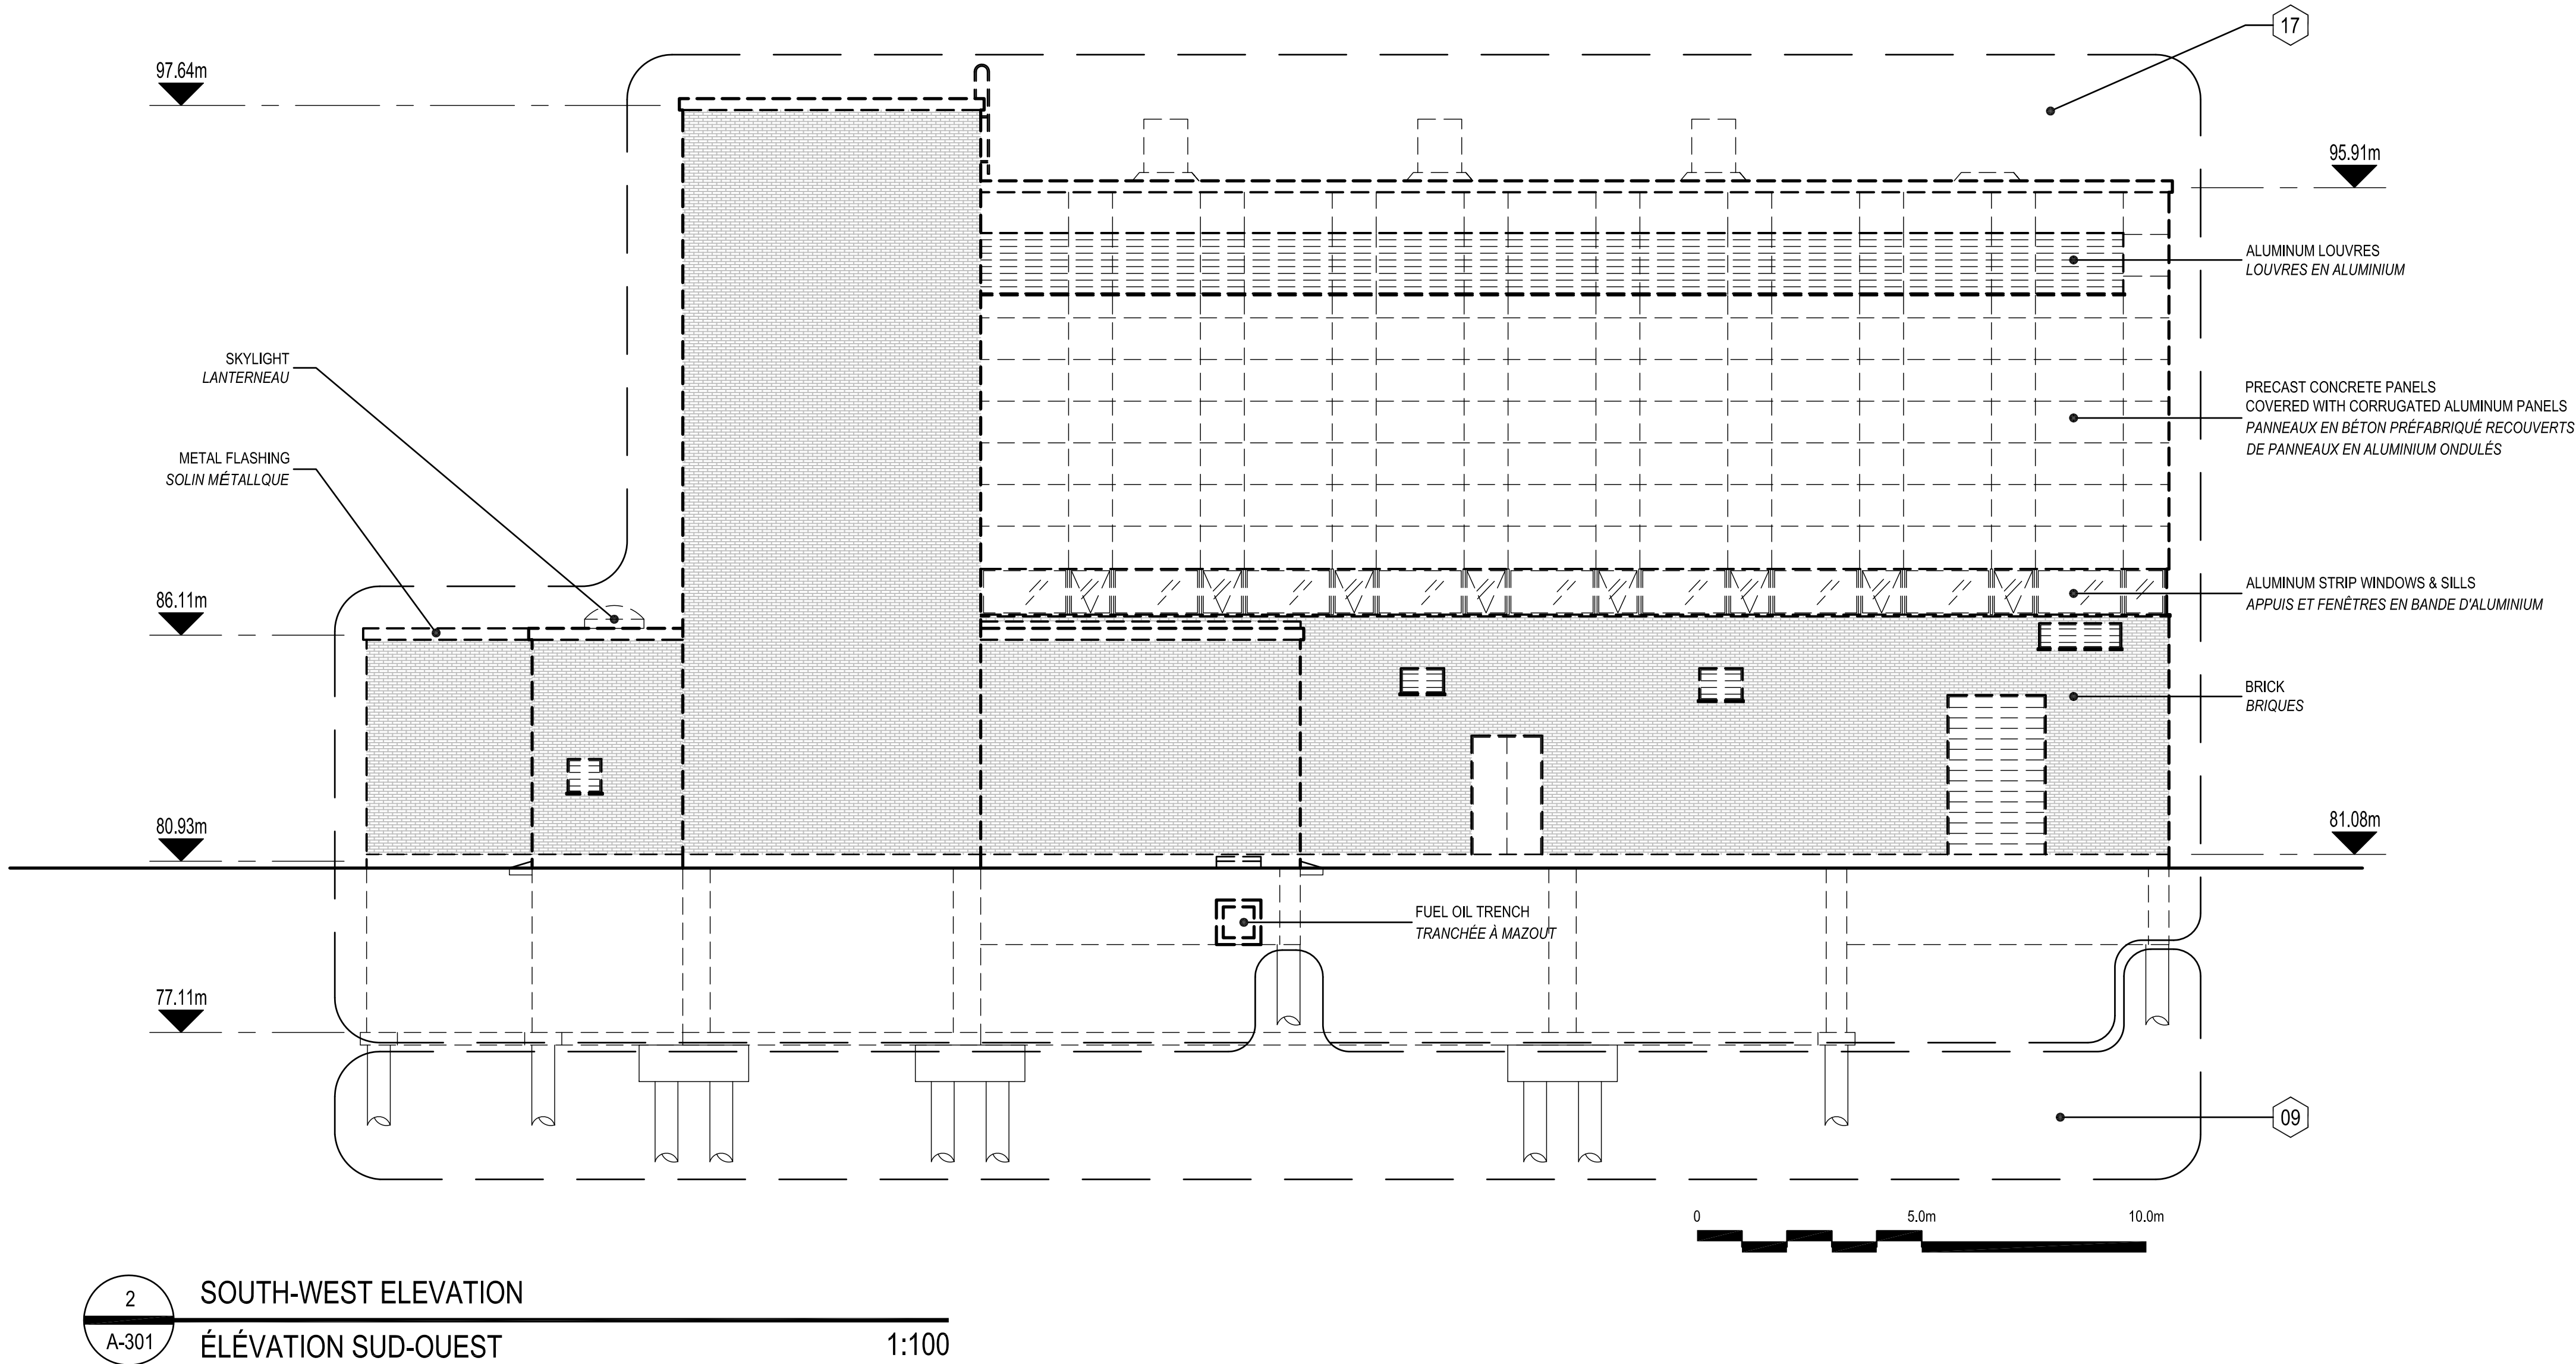 17
97.64m
95.91m
ALUMINUM LOUVRES
LOUVRES EN ALUMINIUM
SKYLIGHT
LANTERNEAU
PRECAST CONCRETE PANELS
COVERED WITH CORRUGATED ALUMINUM PANELS
PANNEAUX EN BÉTON PRÉFABRIQUÉ RECOUVERTS
DE PANNEAUX EN ALUMINIUM ONDULÉS
METAL FLASHING
SOLIN MÉTALLQUE
ALUMINUM STRIP WINDOWS & SILLS
APPUIS ET FENÊTRES EN BANDE D'ALUMINIUM
86.11m
BRICK
BRIQUES
80.93m
81.08m
FUEL OIL TRENCH
TRANCHÉE À MAZOUT
77.11m
09
0 5.0m 10.0m
2
A-301
SOUTH-WEST ELEVATION
ÉLÉVATION SUD-OUEST
1:100